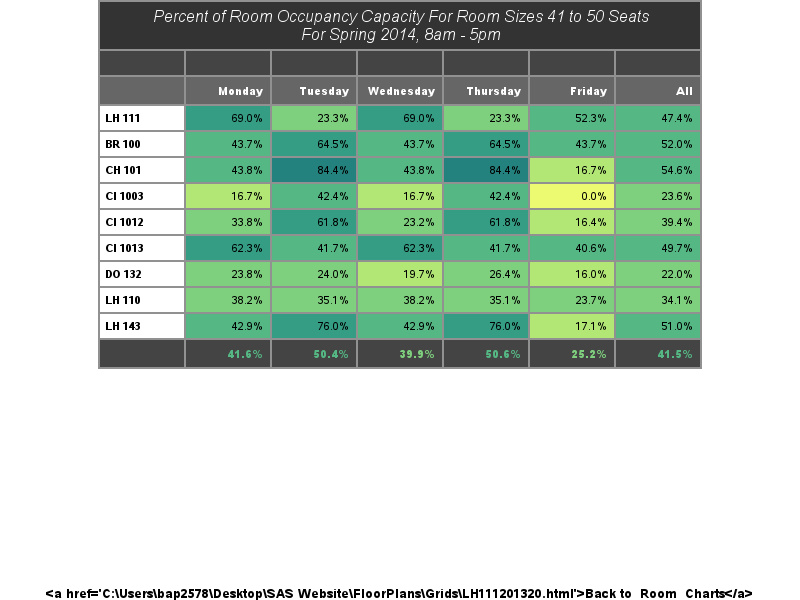 Percent of Room Occupancy Capacity For Room Sizes 41 to 50 Seats
For Spring 2014, 8am - 5pm
Monday Tuesday Wednesday Thursday Friday All
LH 111 69.0% 23.3% 69.0% 23.3% 52.3% 47.4%
BR 100 43.7% 64.5% 43.7% 64.5% 43.7% 52.0%
CH 101 43.8% 84.4% 43.8% 84.4% 16.7% 54.6%
CI 1003 16.7% 42.4% 16.7% 42.4% 0.0% 23.6%
CI 1012 33.8% 61.8% 23.2% 61.8% 16.4% 39.4%
CI 1013 62.3% 41.7% 62.3% 41.7% 40.6% 49.7%
DO 132 23.8% 24.0% 19.7% 26.4% 16.0% 22.0%
LH 110 38.2% 35.1% 38.2% 35.1% 23.7% 34.1%
LH 143 42.9% 76.0% 42.9% 76.0% 17.1% 51.0%
41.6% 50.4% 39.9% 50.6% 25.2% 41.5%
<a href='C:\Users\bap2578\Desktop\SAS Website\FloorPlans\Grids\LH111201320.html'>Back to Room Charts</a>